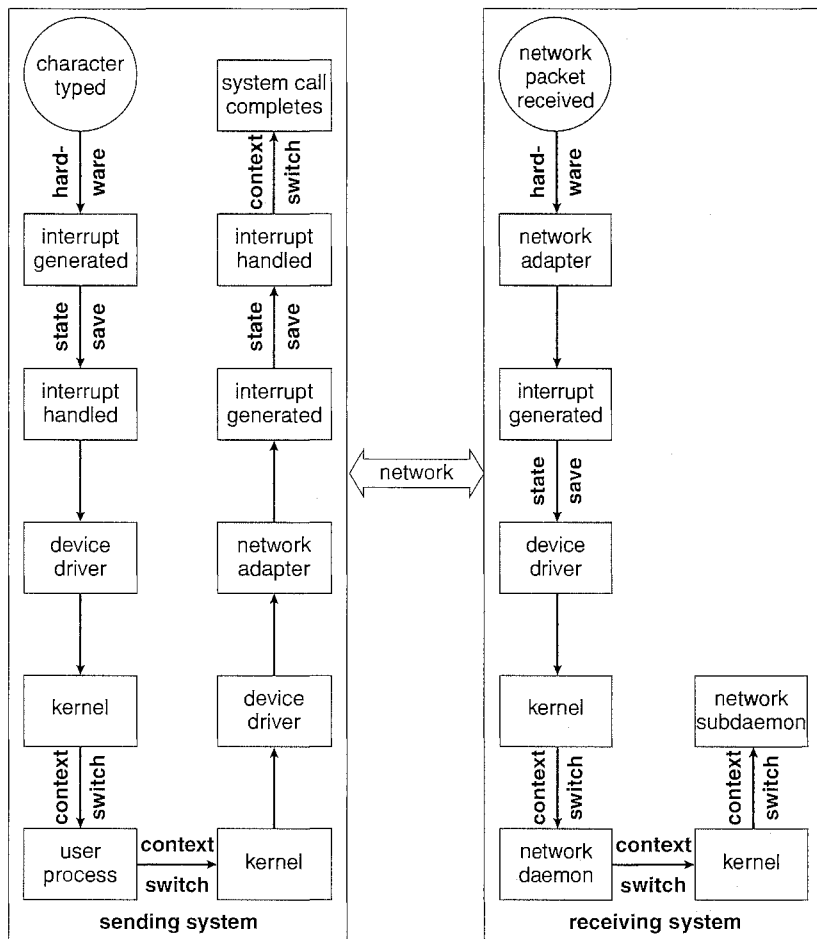 character
typed
hard-
ware
interrupt
generated
state
save
interrupt
handled
device
driver
kernel
context
switch
user
process
context
switch
kernel
device
driver
network
adapter
interrupt
generated
state
save
interrupt
handled
context
switch
system call
completes
sending system
network
network
packet
received
hard-
ware
network
adapter
interrupt
generated
state
save
device
driver
kernel
context
switch
network
daemon
context
switch
kernel
context
switch
network
subdaemon
receiving system